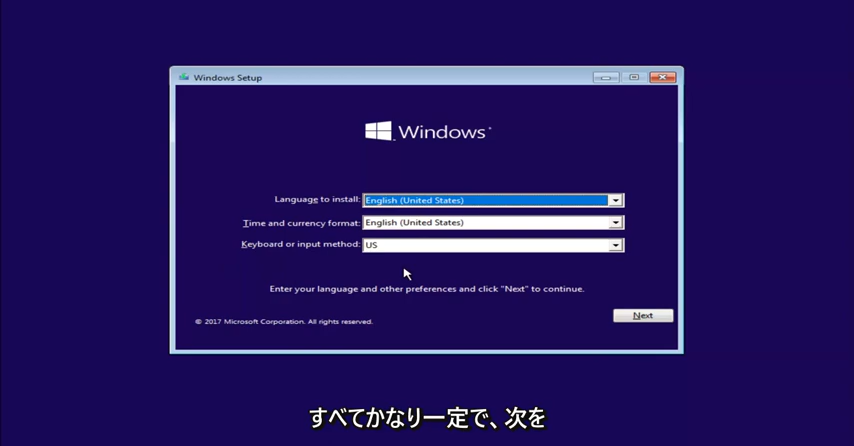 Windows Setup
Windows
Language to install: English (United States)
Time and currency format: English (United States)
Keyboard or input method: US
Enter your language and other preferences and click "Next" to continue.
Next
© 2017 Microsoft Corporation. All rights reserved.
すべてかなり一定で、次を